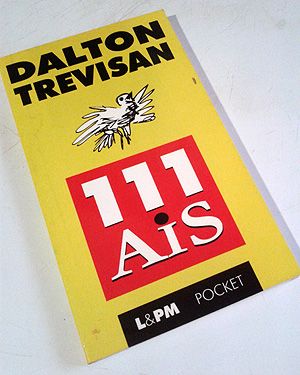 DALTON
TREVISAN
111
AiS
L&PM POCKET